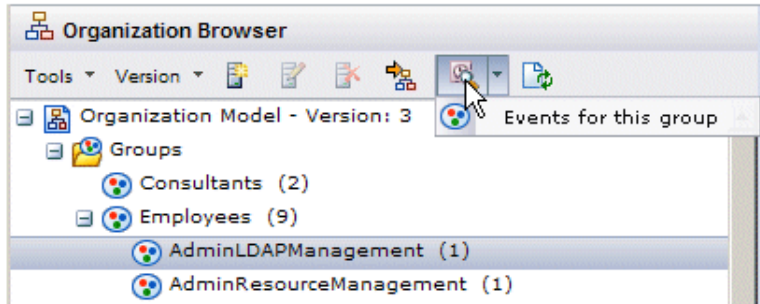 Organization Browser
Tools Version
Organization Model - Version: 3
Events for this group
Groups
Consultants (2)
Employees (9)
AdminLDAPManagement (1)
AdminResourceManagement (1)